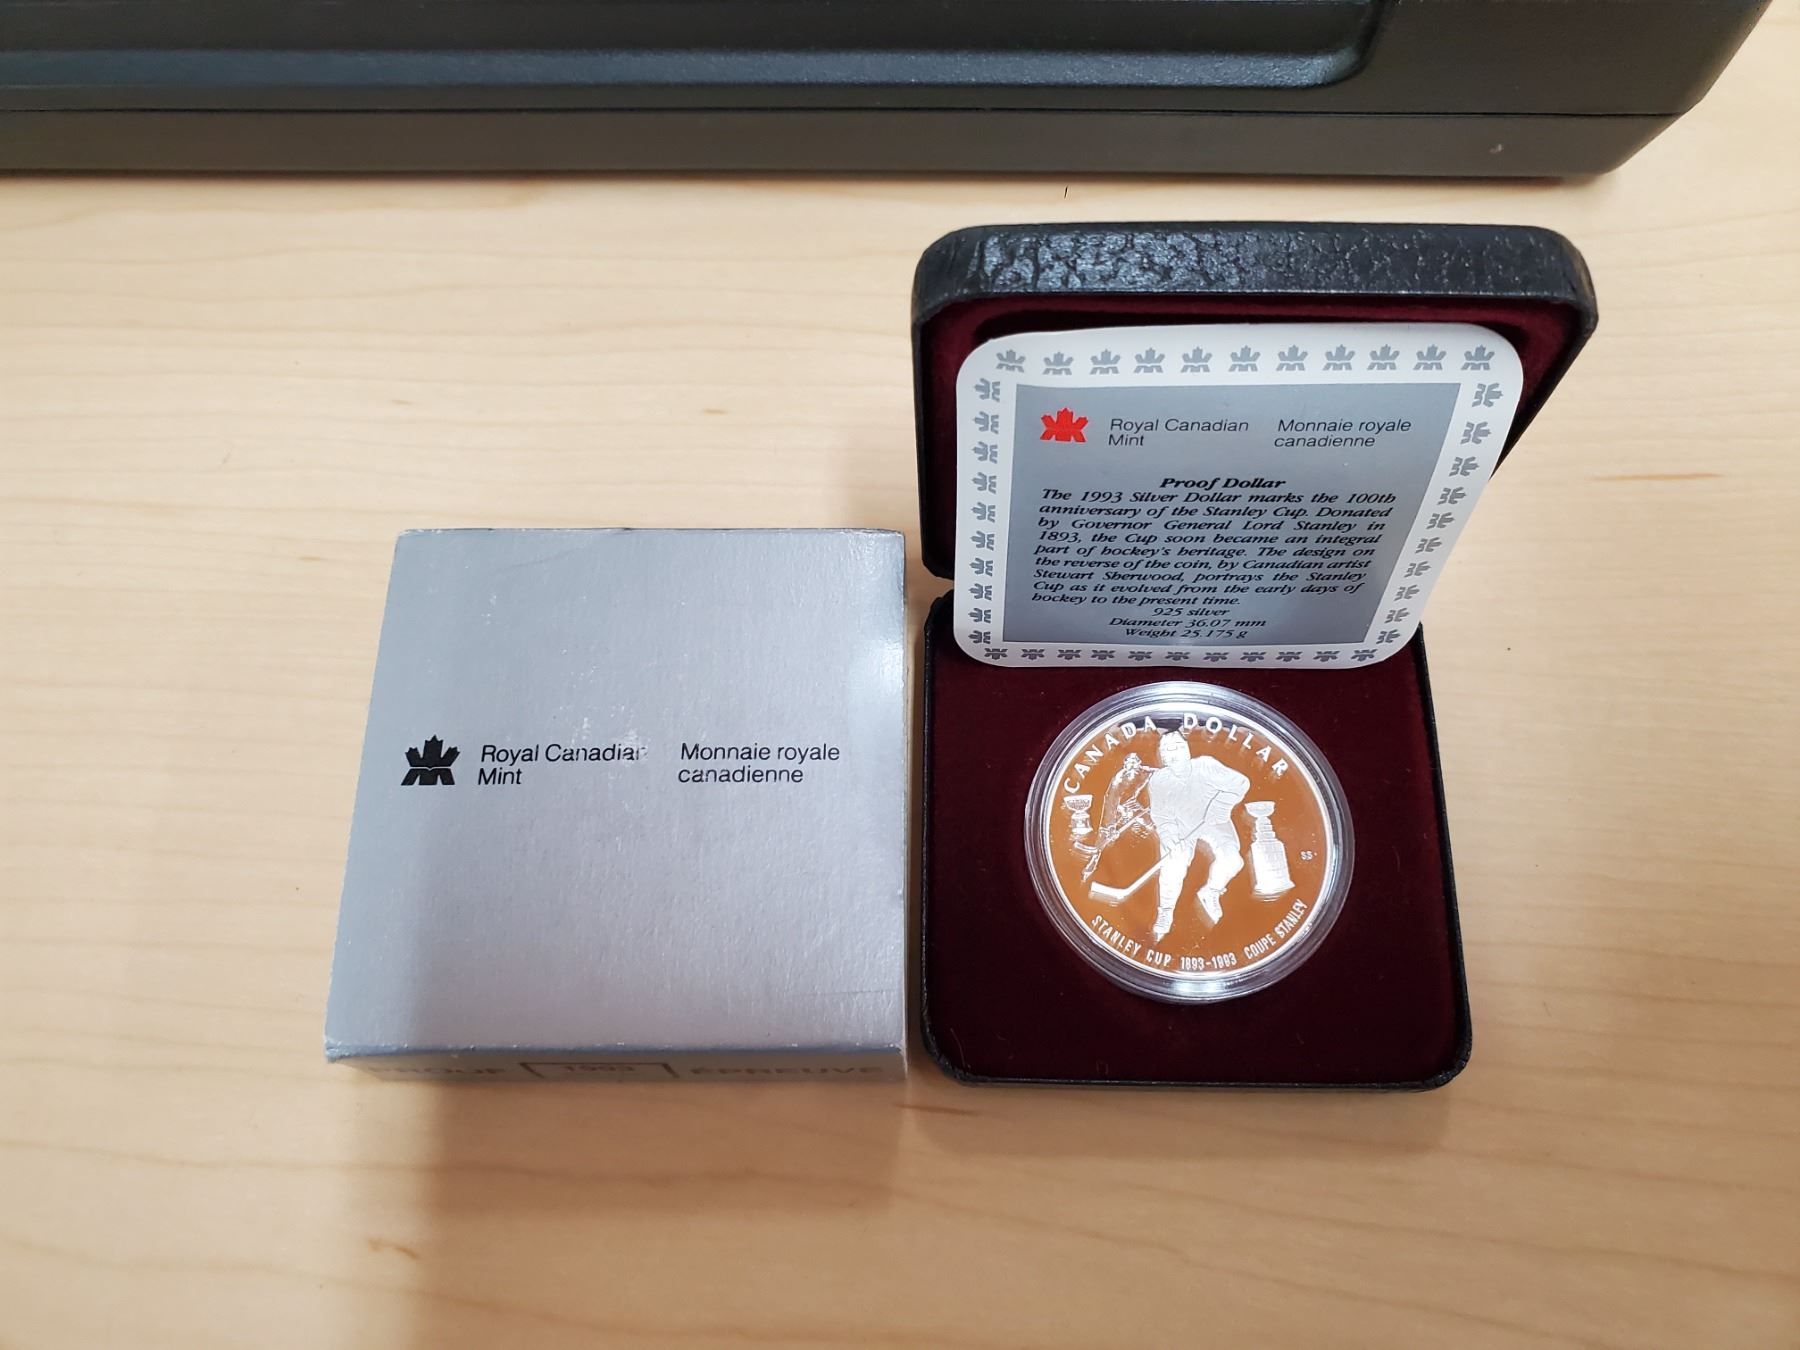 Royal Canadian Mint
Monnaie royale canadienne
PROOF [1993] ÉPREUVE
Royal Canadian Mint
Monnaie royale canadienne
Proof Dollar
The 1993 Silver Dollar marks the 100th
anniversary of the Stanley Cup. Donated
by Governor General Lord Stanley in
1893, the Cup soon became an integral
part of hockey's heritage. The design on
the reverse of the coin, by Canadian artist
Stewart Sherwood, portrays the Stanley
Cup as it evolved from the early days of
hockey to the present time.
925 silver
Diameter 36.07 mm
Weight 25.175 g
CANADA DOLLAR
SS
STANLEY CUP 1893-1993 COUPE STANLEY